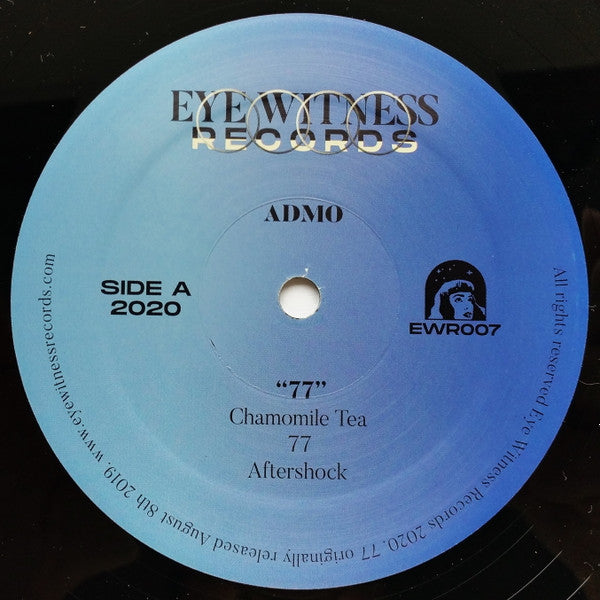 EYE WITNESS
RECORDS
ADMO
SIDE A
2020
EWR007
“77”
Chamomile Tea
77
Aftershock
All rights reserved Eye Witness Records 2020. 77 originally released August 8th 2019. www.eyewitnessrecords.com